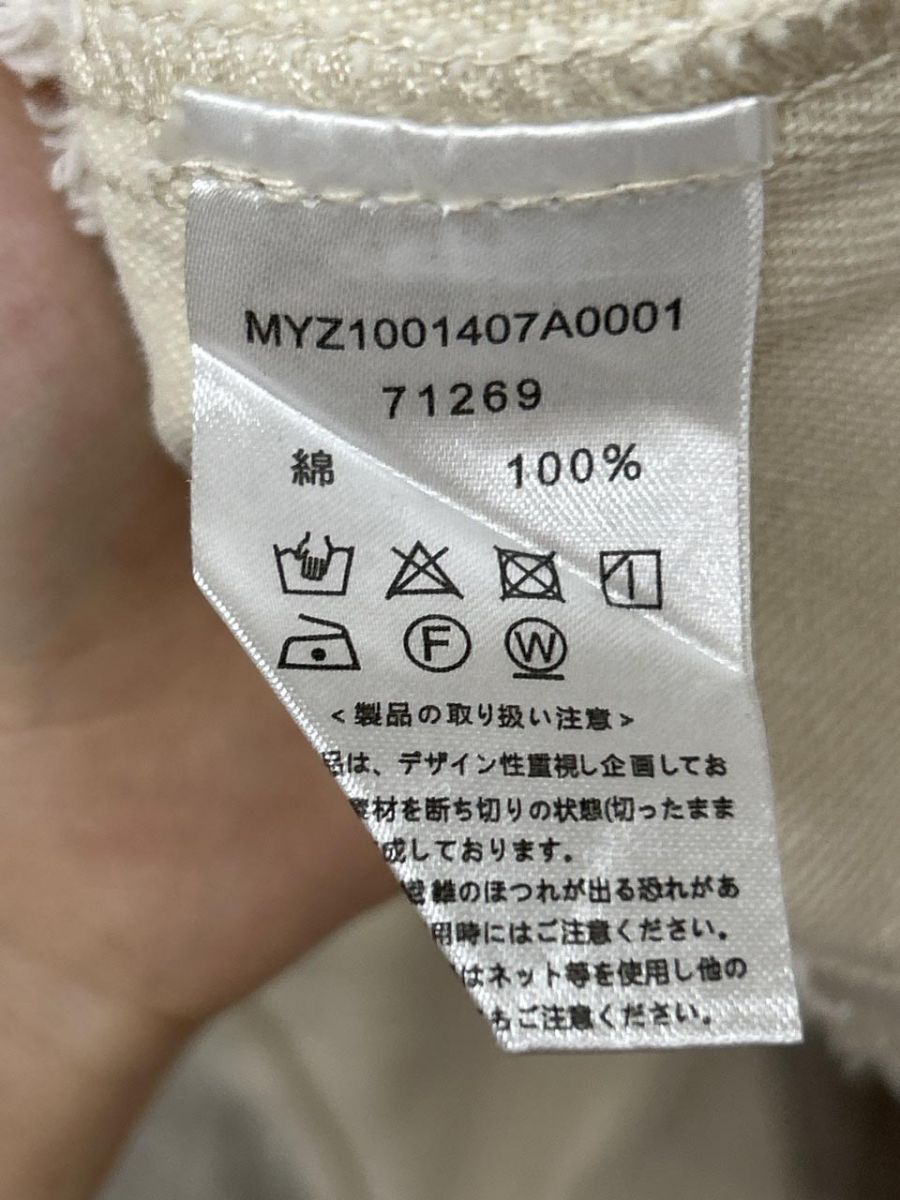 MYZ1001407A0001
71269
綿 100%
F W
<製品の取り扱い注意>
品は、デザイン性重視し企画してお
素材を断ち切りの状態(切ったまま
成しております。
維のほつれが出る恐れがあ
用時にはご注意ください。
はネット等を使用し他の
もご注意ください。